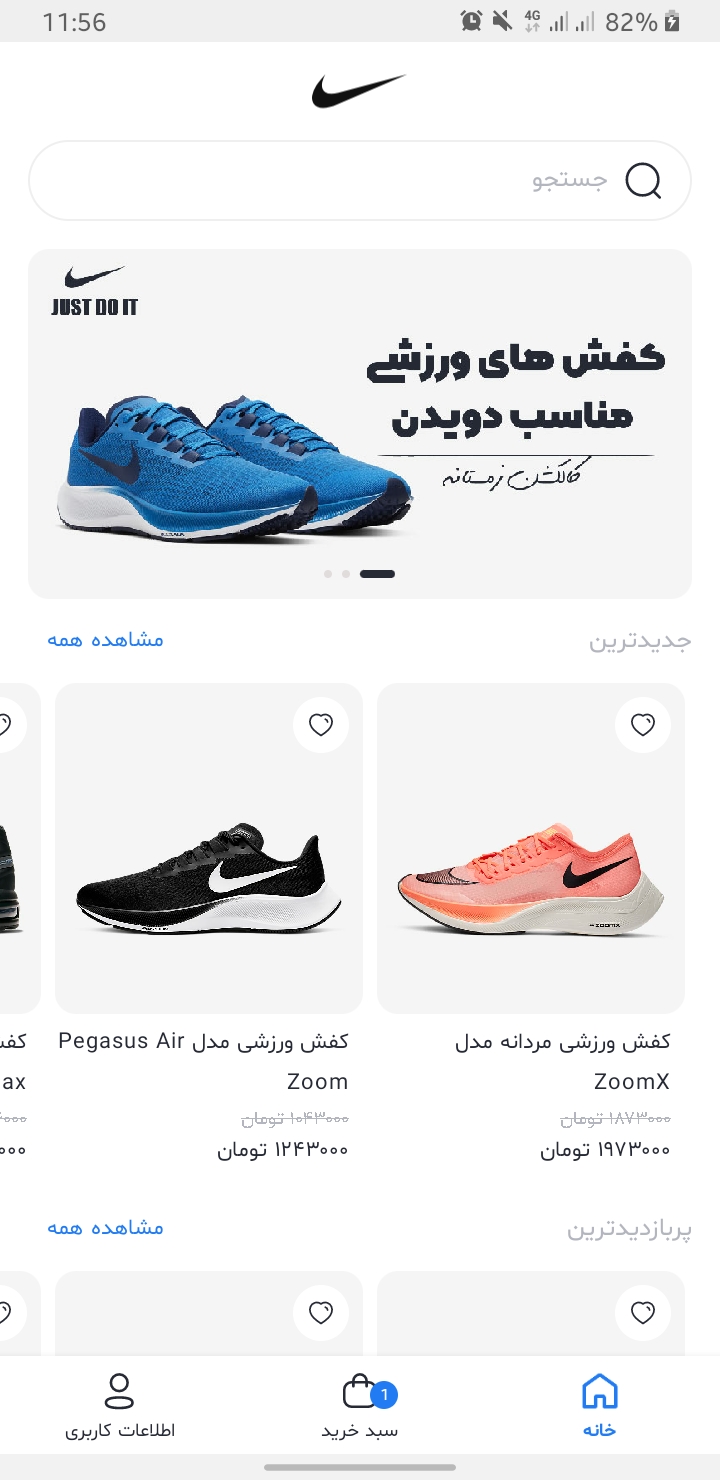 11:56
4G
82%
جستجو
JUST DO IT
کفش های ورزشی
مناسب دویدن
کالکشن زمستانه
جدیدترین
مشاهده همه
ZOOMX
کفش ورزشی مردانه مدل
ZoomX
۱۸۷۳۰۰۰ تومان
۱۹۷۳۰۰۰ تومان
کفش ورزشی مدل Pegasus Air
Zoom
۱۰۴۳۰۰۰ تومان
۱۲۴۳۰۰۰ تومان
کفش
ax
پربازدیدترین
مشاهده همه
خانه
1
سبد خرید
اطلاعات کاربری